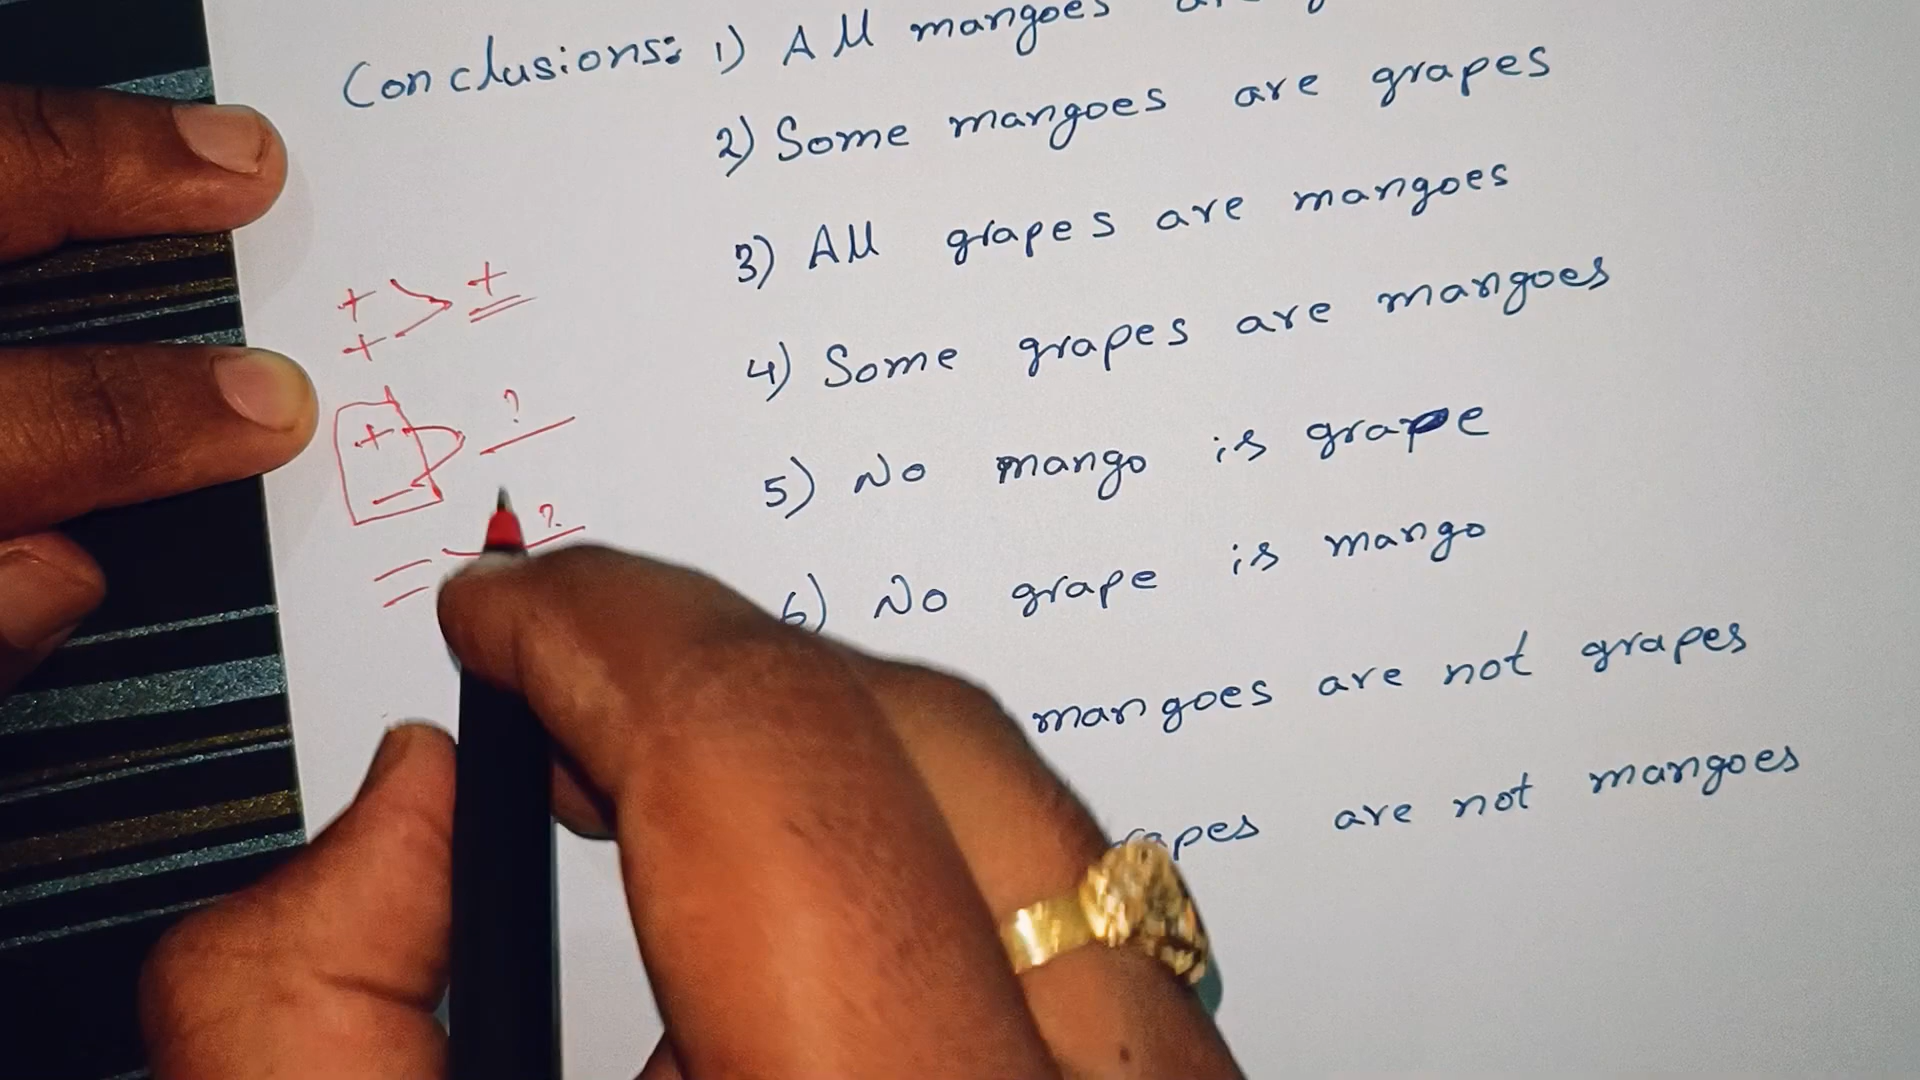 Conclusions: 1) All mangoes
2) Some mangoes are grapes
3) All grapes are mangoes
4) Some grapes are mangoes
5) No mango is grape
6) No grape is mango
mangoes are not grapes
are not mangoes
+ + > +
+ - ?
- - ?